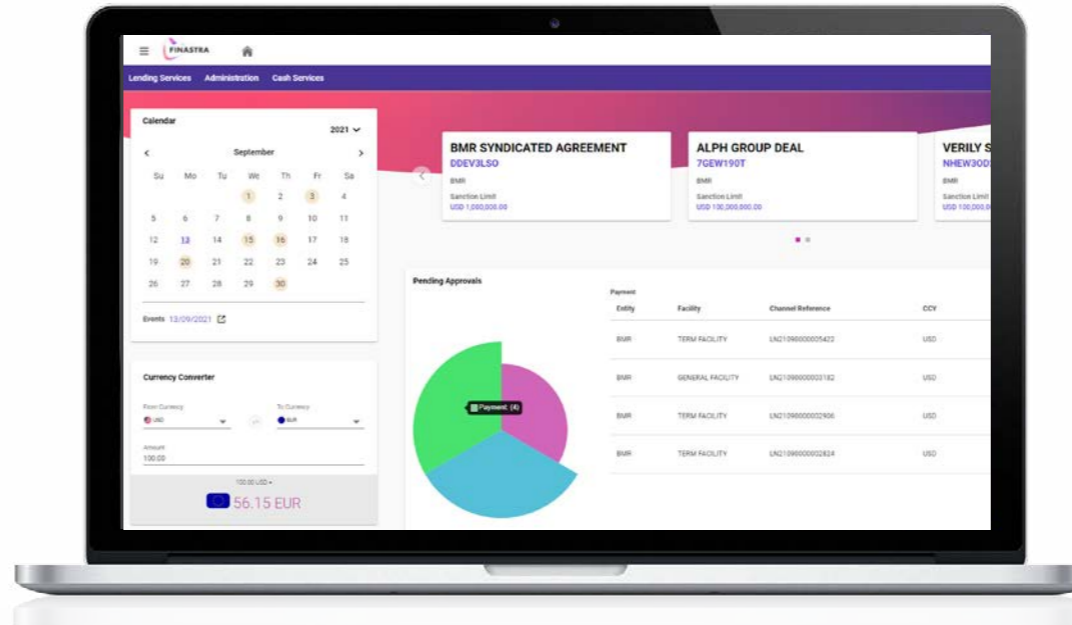 FINASTRA
Lending Services Administration Cash Services
Calendar
2021
September
Su Mo Tu We Th Fr Sa
1 2 3 4
5 6 7 8 9 10 11
12 13 14 15 16 17 18
19 20 21 22 23 24 25
26 27 28 29 30
Events 13/09/2021
Currency Converter
From Currency To Currency
USD EUR
Amount
100.00
100.00 USD =
56.15 EUR
BMR SYNDICATED AGREEMENT
DDEV3LSO
BMR
Sanction Limit
USD 1,000,000.00
ALPH GROUP DEAL
7GEW190T
BMR
Sanction Limit
USD 100,000,000.00
VERILY S
NHEW3OD
BMR
Sanction Limit
USD 100,000,0
Pending Approvals
Payment: (4)
Payment
Entity Facility Channel Reference CCY
BMR TERM FACILITY LN21090000005422 USD
BMR GENERAL FACILITY LN21090000003182 USD
BMR TERM FACILITY LN21090000002906 USD
BMR TERM FACILITY LN21090000002824 USD